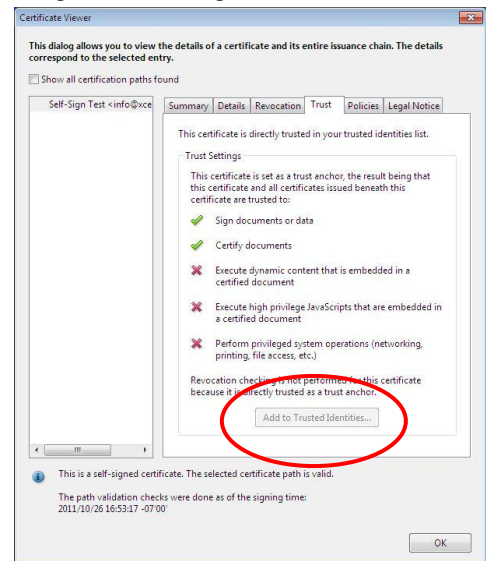 Certificate Viewer
This dialog allows you to view the details of a certificate and its entire issuance chain. The details
correspond to the selected entry.
Show all certification paths found
Self-Sign Test <info@xce
Summary Details Revocation Trust Policies Legal Notice
This certificate is directly trusted in your trusted identities list.
Trust Settings
This certificate is set as a trust anchor, the result being that
this certificate and all certificates issued beneath this
certificate are trusted to:
Sign documents or data
Certify documents
Execute dynamic content that is embedded in a
certified document
Execute high privilege JavaScripts that are embedded in
a certified document
Perform privileged system operations (networking,
printing, file access, etc.)
Revocation checking is not performed for this certificate
because it is directly trusted as a trust anchor.
Add to Trusted Identities...
This is a self-signed certificate. The selected certificate path is valid.
The path validation checks were done as of the signing time:
2011/10/26 16:53:17 -07'00'
OK